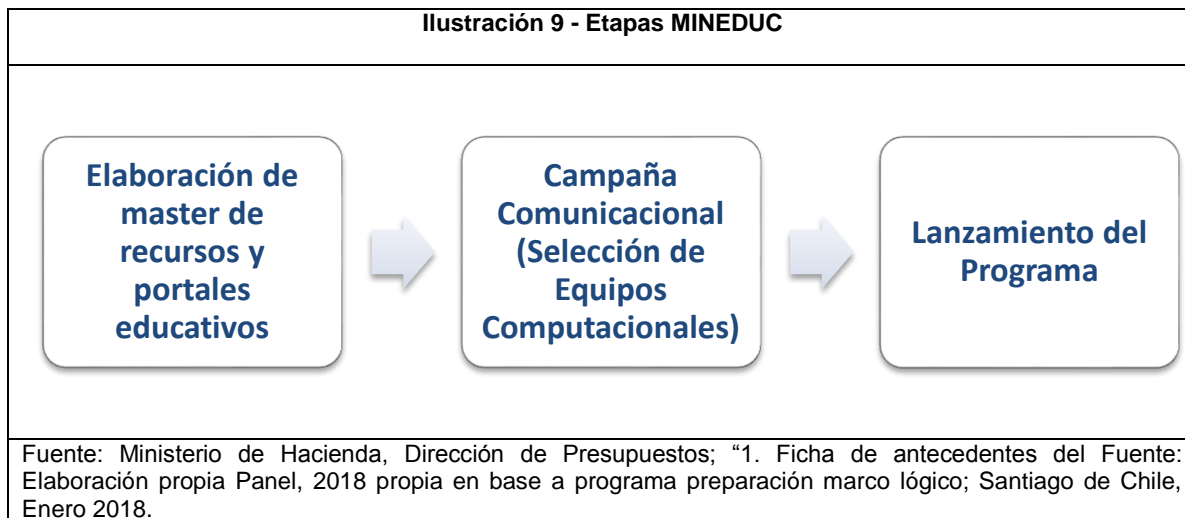 Ilustración 9 - Etapas MINEDUC
Elaboración de
master de
recursos y
portales
educativos
Campaña
Comunicacional
(Selección de
Equipos
Computacionales)
Lanzamiento del
Programa
Fuente: Ministerio de Hacienda, Dirección de Presupuestos; “1. Ficha de antecedentes del Fuente:
Elaboración propia Panel, 2018 propia en base a programa preparación marco lógico; Santiago de Chile,
Enero 2018.